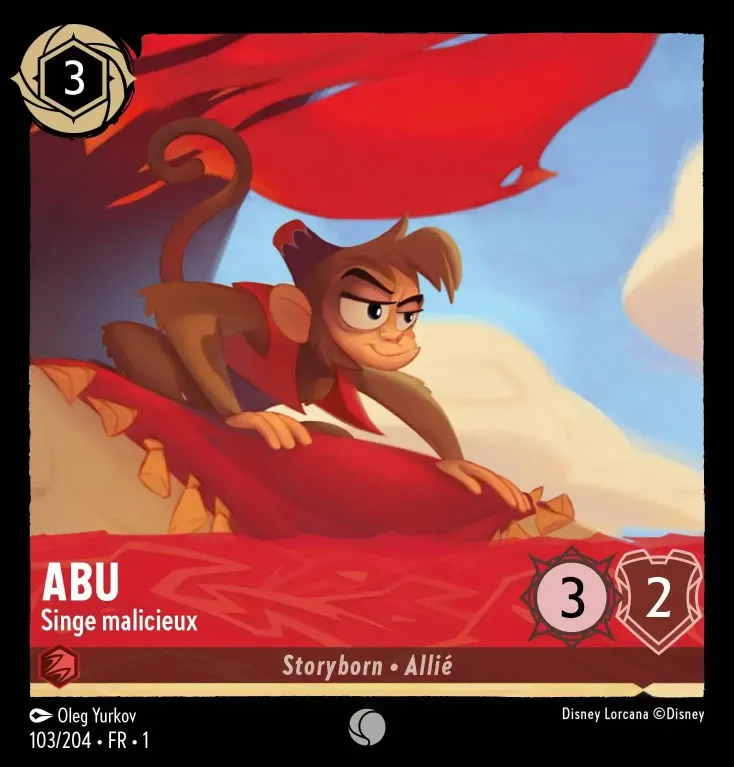 3
ABU
Singe malicieux
3
2
Storyborn • Allié
Oleg Yurkov
Disney Lorcana ©Disney
103/204 • FR • 1